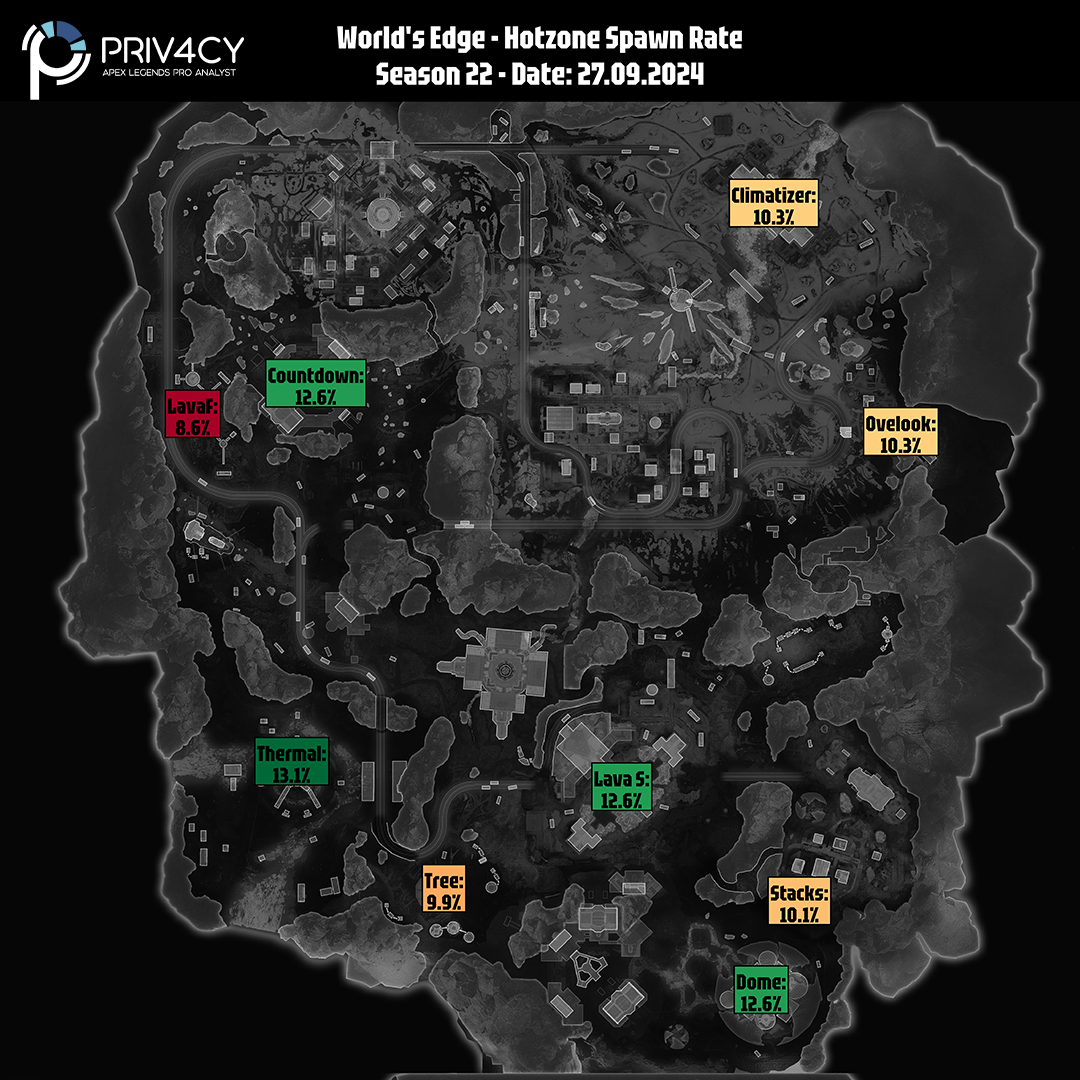 PRIV4CY
APEX LEGENDS PRO ANALYST
World's Edge - Hotzone Spawn Rate
Season 22 - Date: 27.09.2024
Climatizer:
10.3%
Countdown:
12.6%
LavaF:
8.6%
Ovelook:
10.3%
Thermal:
13.1%
Lava S:
12.6%
Tree:
9.9%
Stacks:
10.1%
Dome:
12.6%